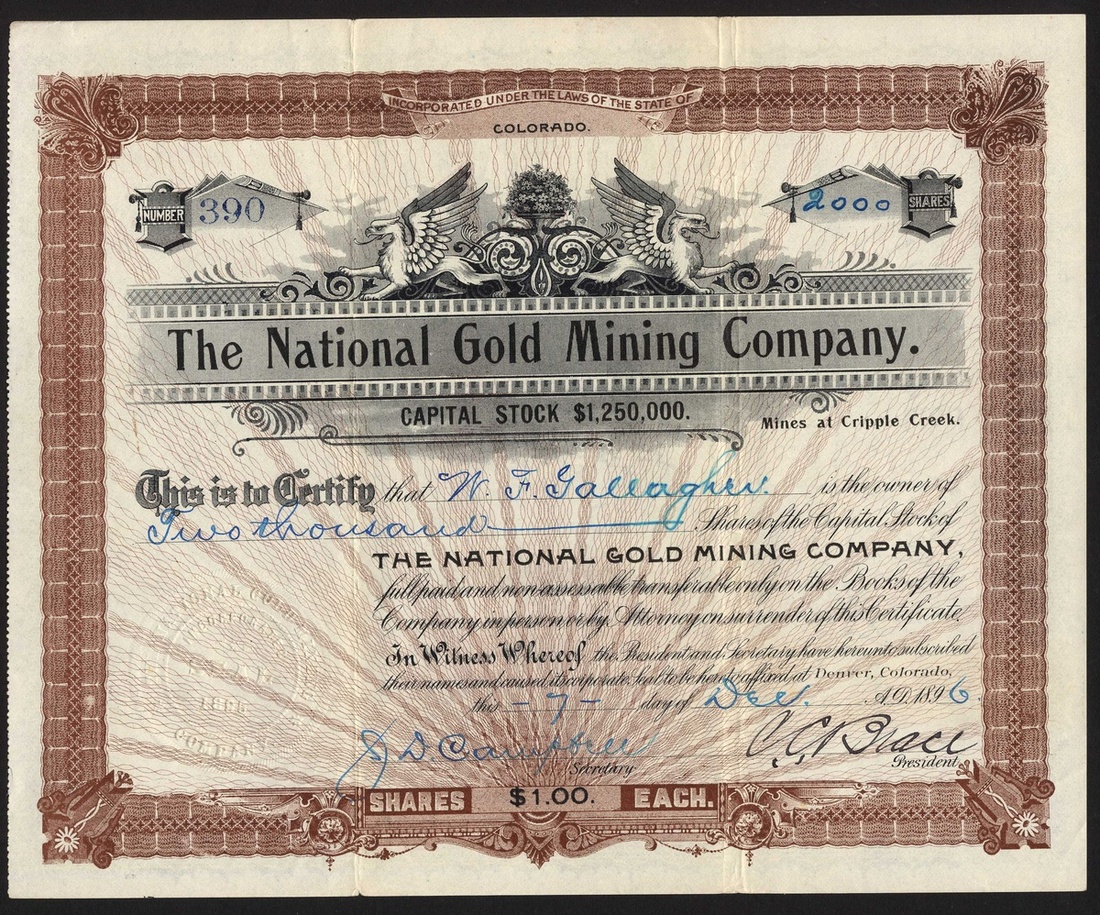 INCORPORATED UNDER THE LAWS OF THE STATE OF
COLORADO.
NUMBER 390
2000 SHARES
The National Gold Mining Company.
CAPITAL STOCK $1,250,000.
Mines at Cripple Creek.
This is to Certify that W. F. Gallagher. is the owner of
Two thousand Shares of the Capital Stock of
THE NATIONAL GOLD MINING COMPANY,
full paid and non-assessable transferable only on the Books of the
Company in person or by Attorney on surrender of this Certificate.
In Witness Whereof the President and Secretary have hereunto subscribed
their names and caused its corporate seal to be hereto affixed at Denver, Colorado,
this - 7 - day of Dec. A.D. 1896
J. D. Campbell
Secretary
C. C. Brace
President
SHARES $1.00. EACH.